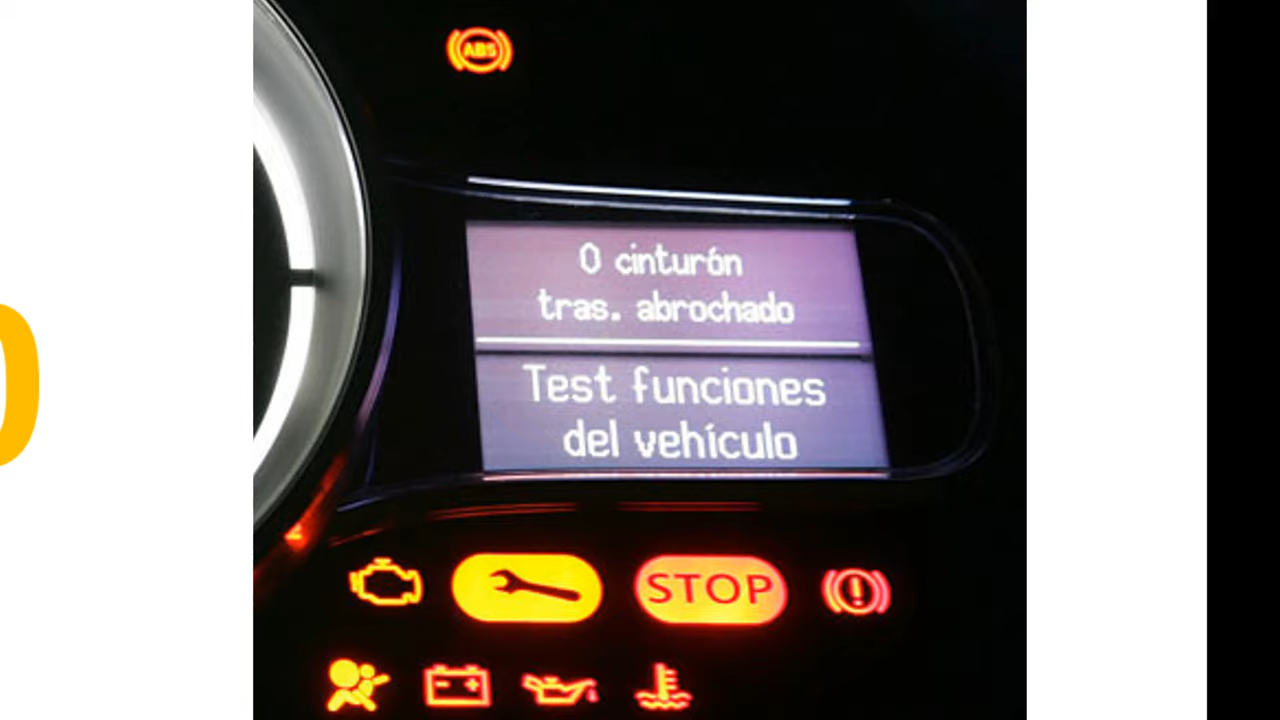 ABS
0 cinturón
tras. abrochado
Test funciones
del vehículo
STOP